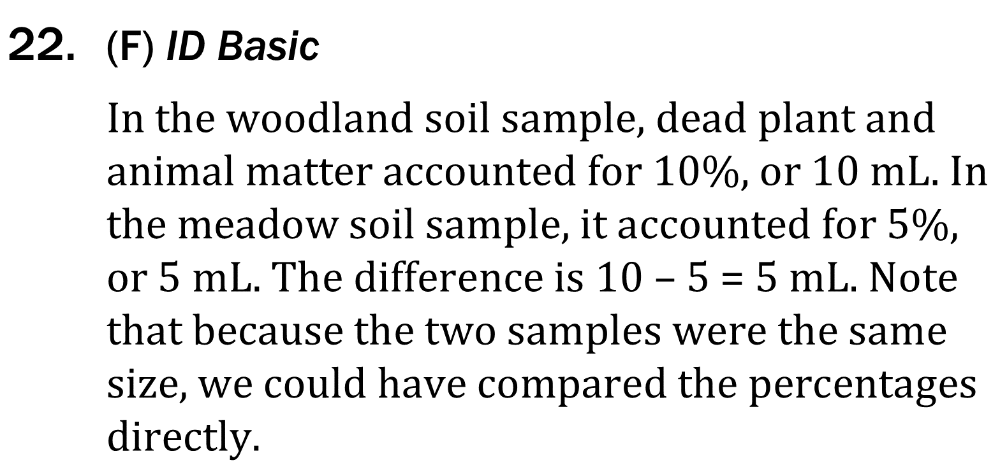 22. (F) ID Basic
In the woodland soil sample, dead plant and
animal matter accounted for 10%, or 10 mL. In
the meadow soil sample, it accounted for 5%,
or 5 mL. The difference is 10 – 5 = 5 mL. Note
that because the two samples were the same
size, we could have compared the percentages
directly.